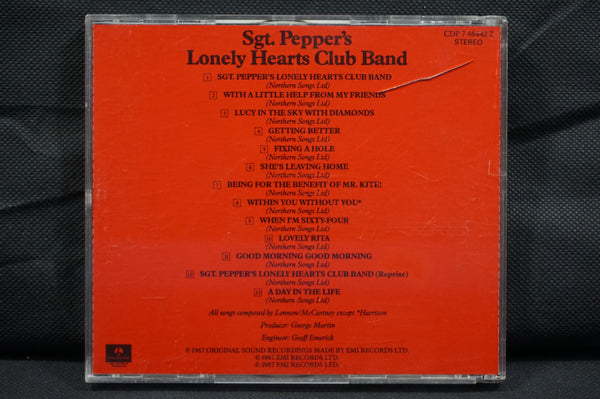 Sgt. Pepper's
Lonely Hearts Club Band
CDP 7 46442 2
STEREO
1 SGT. PEPPER'S LONELY HEARTS CLUB BAND
(Northern Songs Ltd)
2 WITH A LITTLE HELP FROM MY FRIENDS
(Northern Songs Ltd)
3 LUCY IN THE SKY WITH DIAMONDS
(Northern Songs Ltd)
4 GETTING BETTER
(Northern Songs Ltd)
5 FIXING A HOLE
(Northern Songs Ltd)
6 SHE'S LEAVING HOME
(Northern Songs Ltd)
7 BEING FOR THE BENEFIT OF MR. KITE!
(Northern Songs Ltd)
8 WITHIN YOU WITHOUT YOU*
(Northern Songs Ltd)
9 WHEN I'M SIXTY-FOUR
(Northern Songs Ltd)
10 LOVELY RITA
(Northern Songs Ltd)
11 GOOD MORNING GOOD MORNING
(Northern Songs Ltd)
12 SGT. PEPPER'S LONELY HEARTS CLUB BAND (Reprise)
(Northern Songs Ltd)
13 A DAY IN THE LIFE
(Northern Songs Ltd)
All songs composed by Lennon/McCartney except *Harrison
Producer: George Martin
Engineer: Geoff Emerick
℗ 1967 ORIGINAL SOUND RECORDINGS MADE BY EMI RECORDS LTD.
© 1967 EMI RECORDS LTD.
© 1987 EMI RECORDS LTD.